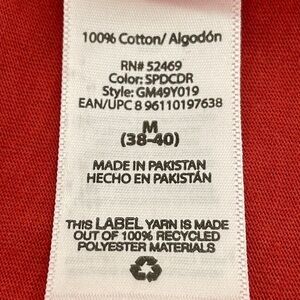 100% Cotton/ Algodón
RN# 52469
Color: SPDCDR
Style: GM49Y019
EAN/UPC 8 96110197638
M
(38-40)
MADE IN PAKISTAN
HECHO EN PAKISTÁN
THIS LABEL YARN IS MADE
OUT OF 100% RECYCLED
POLYESTER MATERIALS